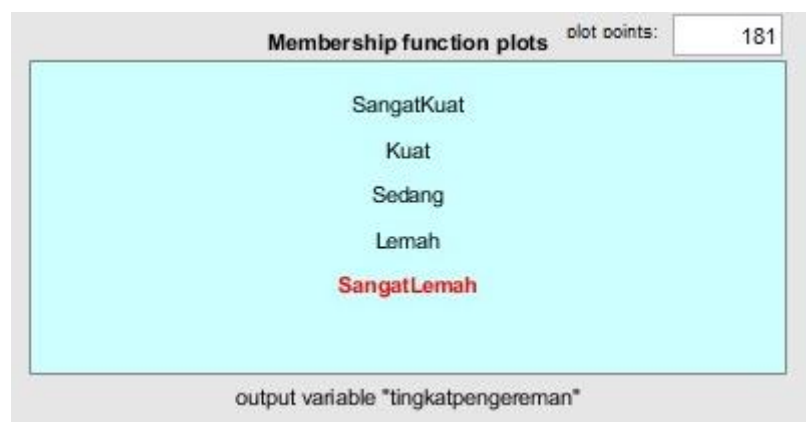 Membership function plots plot points: 181
SangatKuat
Kuat
Sedang
Lemah
SangatLemah
output variable "tingkatpengereman"